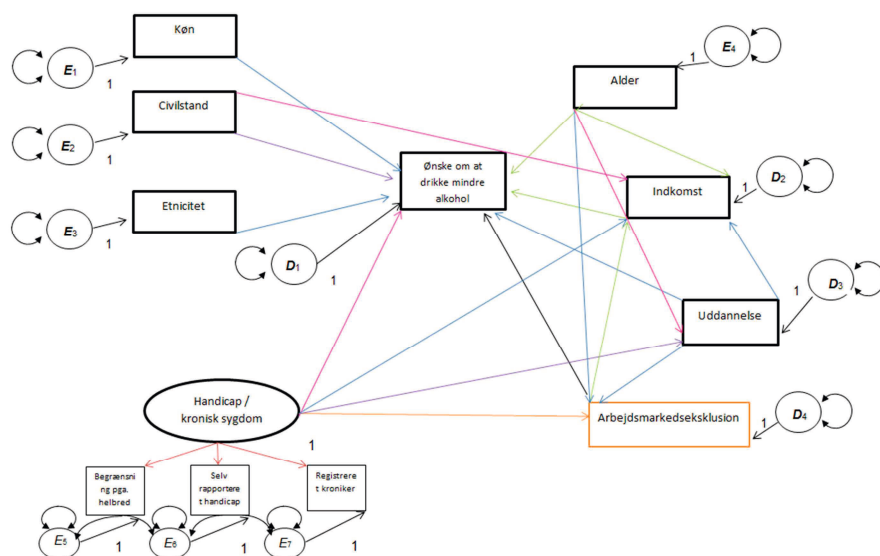 Køn
E1
1
Civilstand
E2
1
Etnicitet
E3
1
Ønske om at
drikke mindre
alkohol
D1
1
Alder
E4
1
Indkomst
D2
1
Uddannelse
D3
1
Arbejdsmarkedseksklusion
D4
1
Handicap /
kronisk sygdom
1
Begrænsni
ng pga.
helbred
Selv
rapportere
t handicap
Registrere
t kroniker
E5
1
E6
1
E7
1